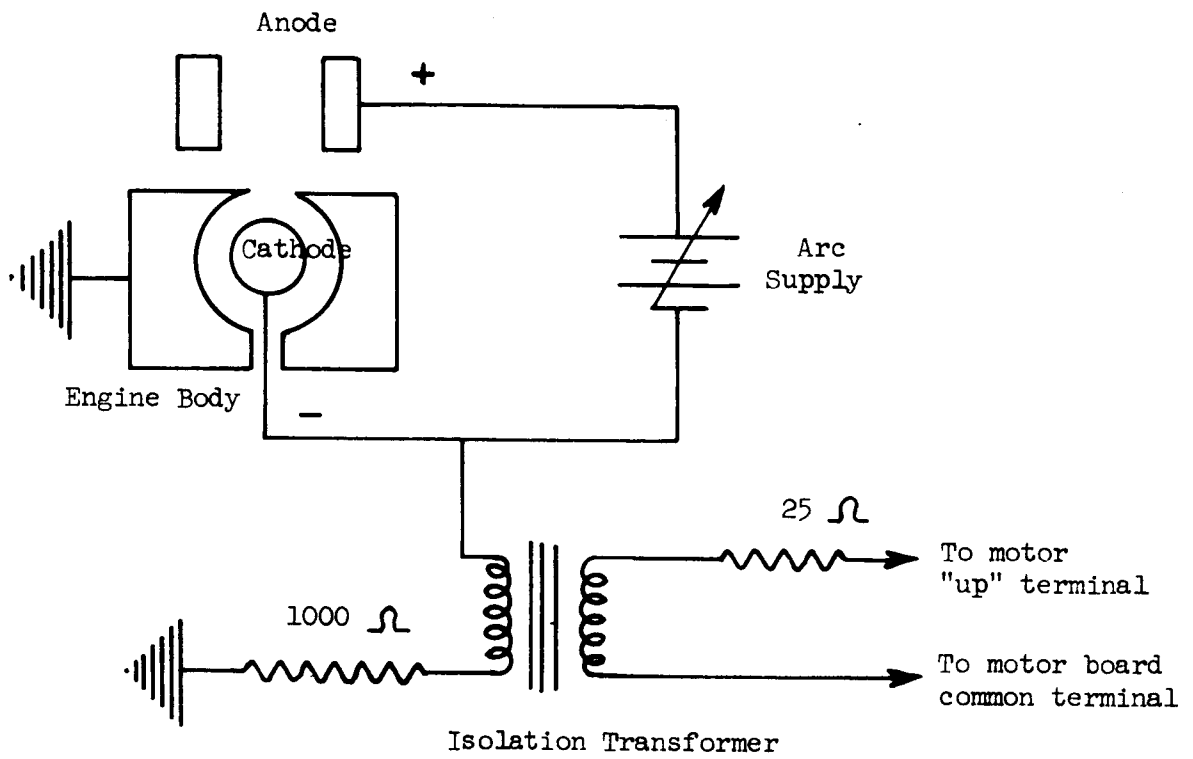 Anode
+
Cathode
Arc
Supply
Engine Body
−
25 Ω
To motor
"up" terminal
1000 Ω
To motor board
common terminal
Isolation Transformer